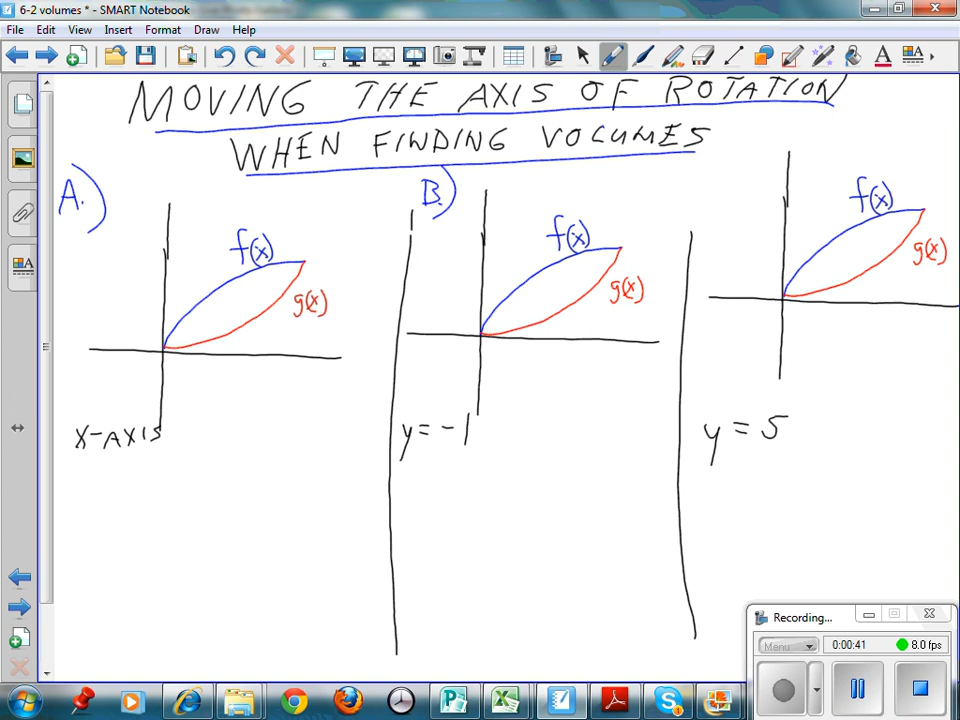 6-2 volumes * - SMART Notebook
File Edit View Insert Format Draw Help
MOVING THE AXIS OF ROTATION
WHEN FINDING VOLUMES
A.)
f(x)
g(x)
X-AXIS
B.)
f(x)
g(x)
y = -1
f(x)
g(x)
y = 5
Recording...
Menu
0:00:41
8.0 fps